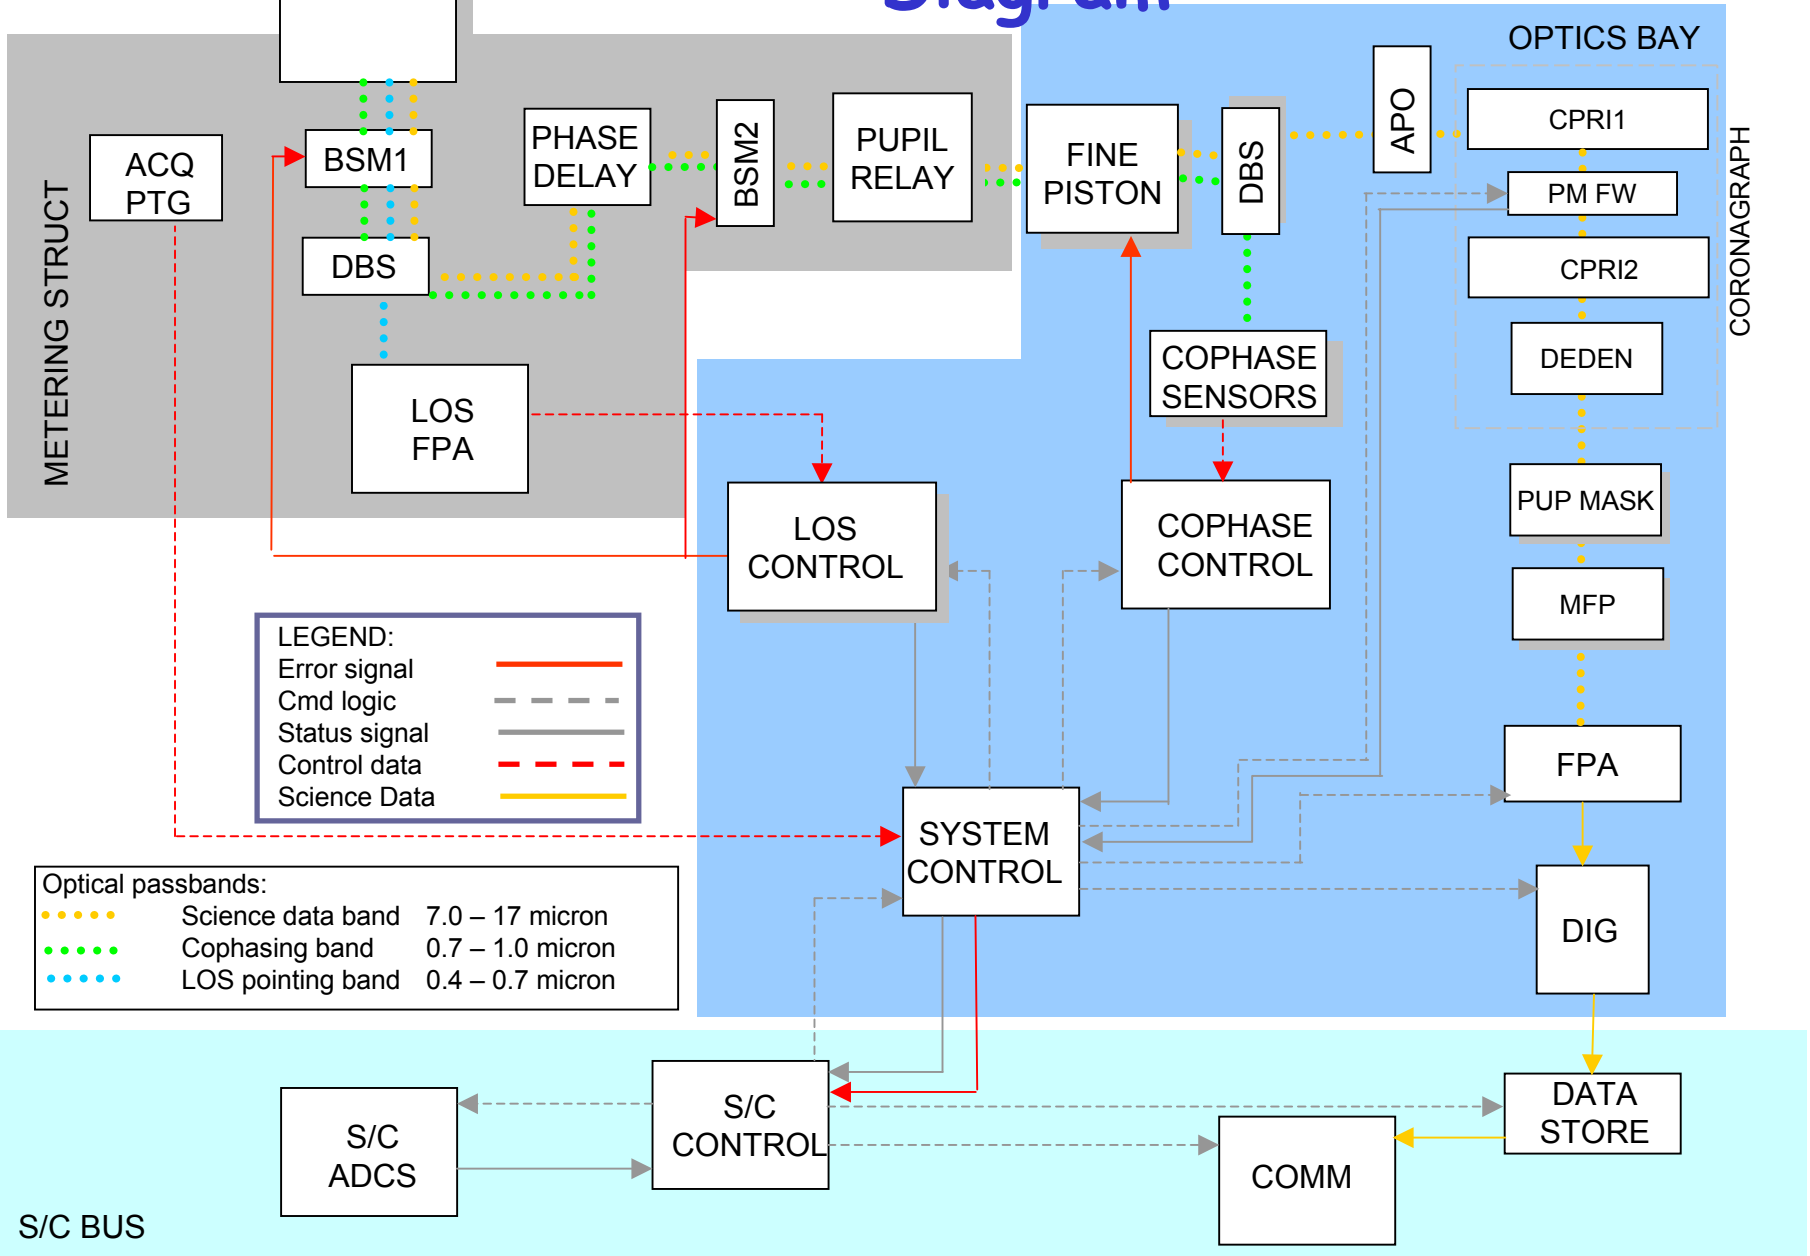 Diagram
OPTICS BAY
METERING STRUCT
ACQ
PTG
BSM1
DBS
PHASE
DELAY
BSM2
PUPIL
RELAY
FINE
PISTON
DBS
APO
CPRI1
PM FW
CPRI2
DEDEN
CORONAGRAPH
LOS
FPA
COPHASE
SENSORS
LOS
CONTROL
COPHASE
CONTROL
PUP MASK
MFP
FPA
DIG
LEGEND:
Error signal
Cmd logic
Status signal
Control data
Science Data
SYSTEM
CONTROL
Optical passbands:
Science data band 7.0 – 17 micron
Cophasing band 0.7 – 1.0 micron
LOS pointing band 0.4 – 0.7 micron
S/C
ADCS
S/C
CONTROL
COMM
DATA
STORE
S/C BUS